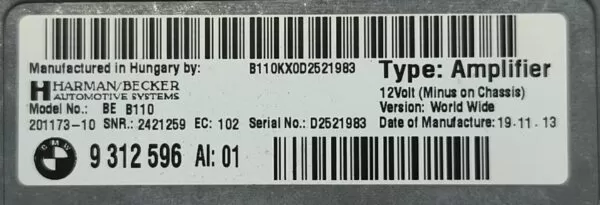 Manufactured in Hungary by: B110KX0D2521983 Type: Amplifier
HARMAN/BECKER
AUTOMOTIVE SYSTEMS
12Volt (Minus on Chassis)
Model No.: BE B110 Version: World Wide
201173-10 SNR.: 2421259 EC: 102 Serial No.: D2521983 Date of Manufacture: 19.11.13
BMW 9 312 596 AI: 01